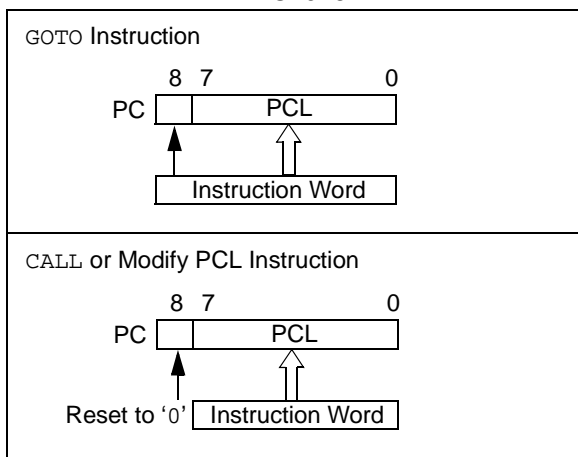 GOTO Instruction
8 7 0
PC PCL
Instruction Word
CALL or Modify PCL Instruction
8 7 0
PC PCL
Reset to ‘0’ Instruction Word